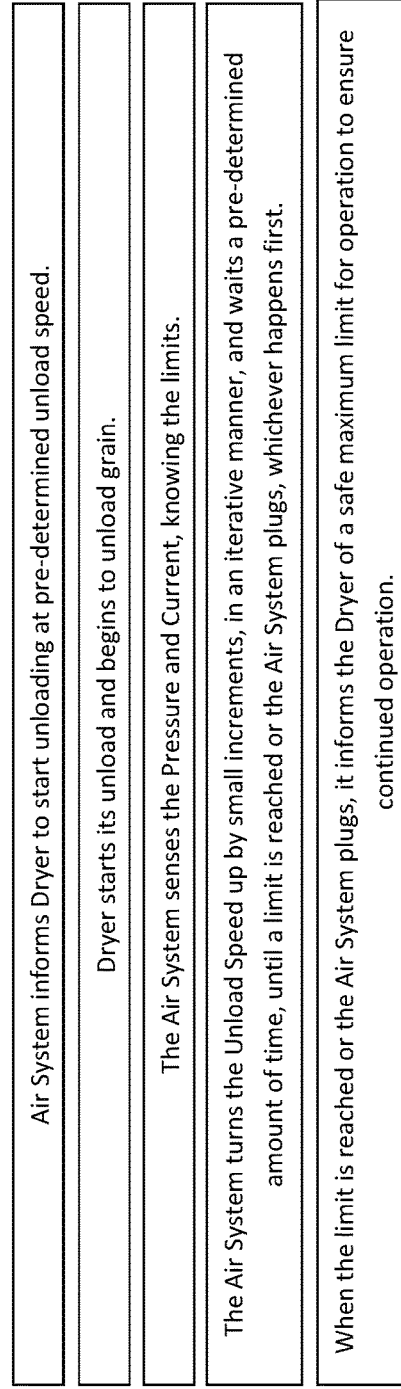 Air System informs Dryer to start unloading at pre-determined unload speed.
Dryer starts its unload and begins to unload grain.
The Air System senses the Pressure and Current, knowing the limits.
The Air System turns the Unload Speed up by small increments, in an iterative manner, and waits a pre-determined
amount of time, until a limit is reached or the Air System plugs, whichever happens first.
When the limit is reached or the Air System plugs, it informs the Dryer of a safe maximum limit for operation to ensure
continued operation.